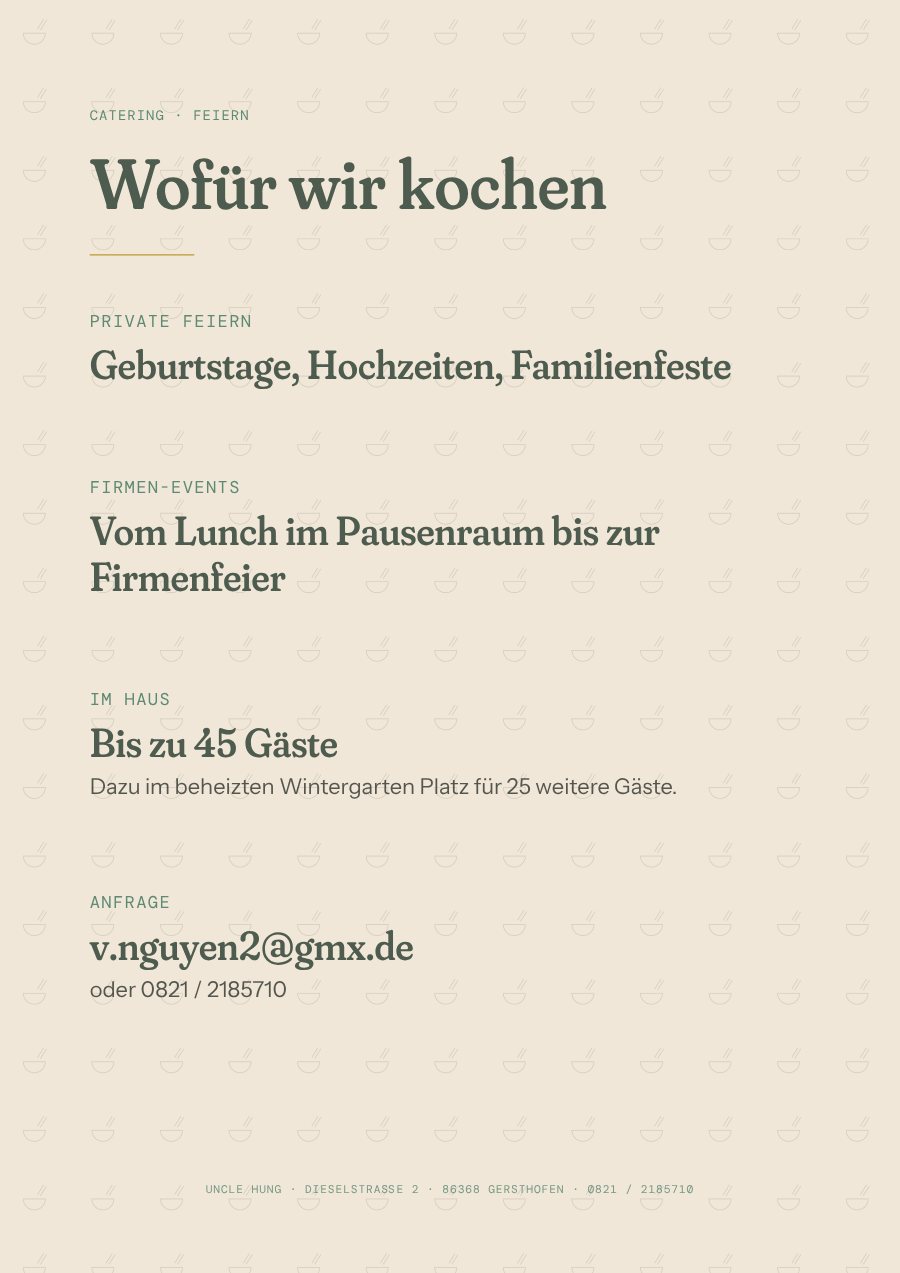 CATERING · FEIERN
Wofür wir kochen
PRIVATE FEIERN
Geburtstage, Hochzeiten, Familienfeste
FIRMEN-EVENTS
Vom Lunch im Pausenraum bis zur
Firmenfeier
IM HAUS
Bis zu 45 Gäste
Dazu im beheizten Wintergarten Platz für 25 weitere Gäste.
ANFRAGE
v.nguyen2@gmx.de
oder 0821 / 2185710
UNCLE HUNG · DIESELSTRASSE 2 · 86368 GERSTHOFEN · 0821 / 2185710